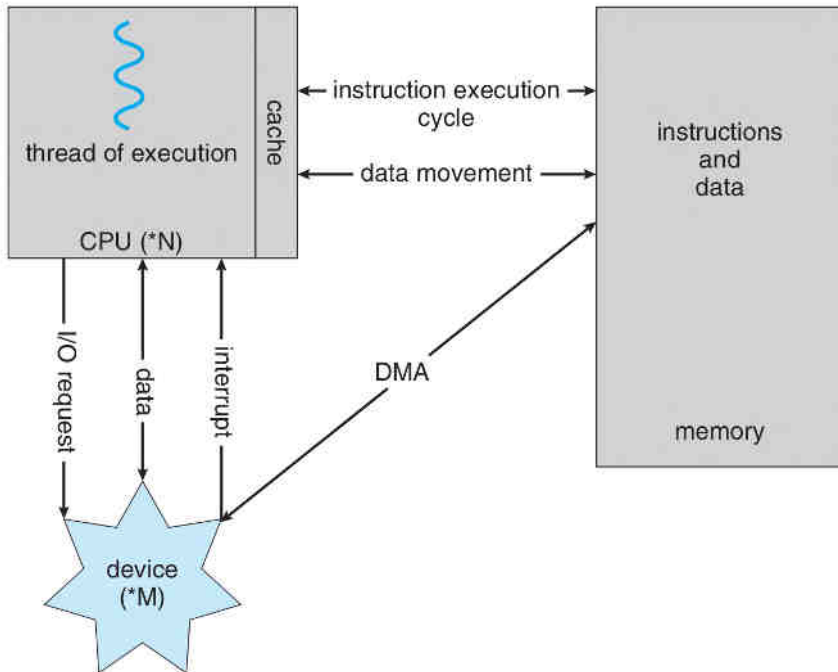 thread of execution
cache
CPU (*N)
instruction execution
cycle
data movement
instructions
and
data
memory
I/O request
data
interrupt
DMA
device
(*M)